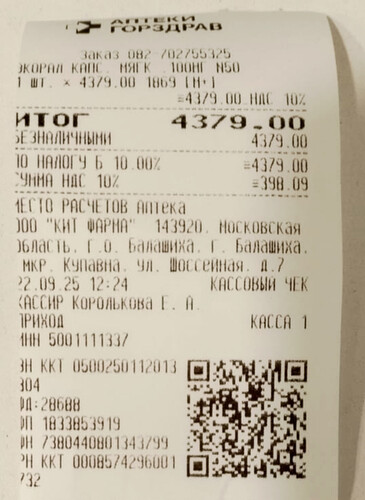 АПТЕКИ
ГОРЗДРАВ
Заказ 082-702755325
ЭКОРАЛ КАПС. МЯГК .100МГ N50
1 шт. × 4379.00 1869 [М+]
≡4379.00 НДС 10%
ИТОГ 4379.00
БЕЗНАЛИЧНЫМИ 4379.00
ПО НАЛОГУ Б 10.00% ≡4379.00
СУММА НДС 10% ≡398.09
МЕСТО РАСЧЕТОВ Аптека
ООО "КИТ ФАРМА" 143920. Московская
область, Г.О. Балашиха. г. Балашиха.
мкр. Купавна. ул. Шоссейная. д.7
22.09.25 12:24 КАССОВЫЙ ЧЕК
КАССИР Королькова Е. А.
ПРИХОД КАССА 1
ИНН 5001111337
ЗН ККТ 0500250112013
304
ФД:28688
ФП 1833853919
ФН 7380440801343799
РН ККТ 0008574296001
732